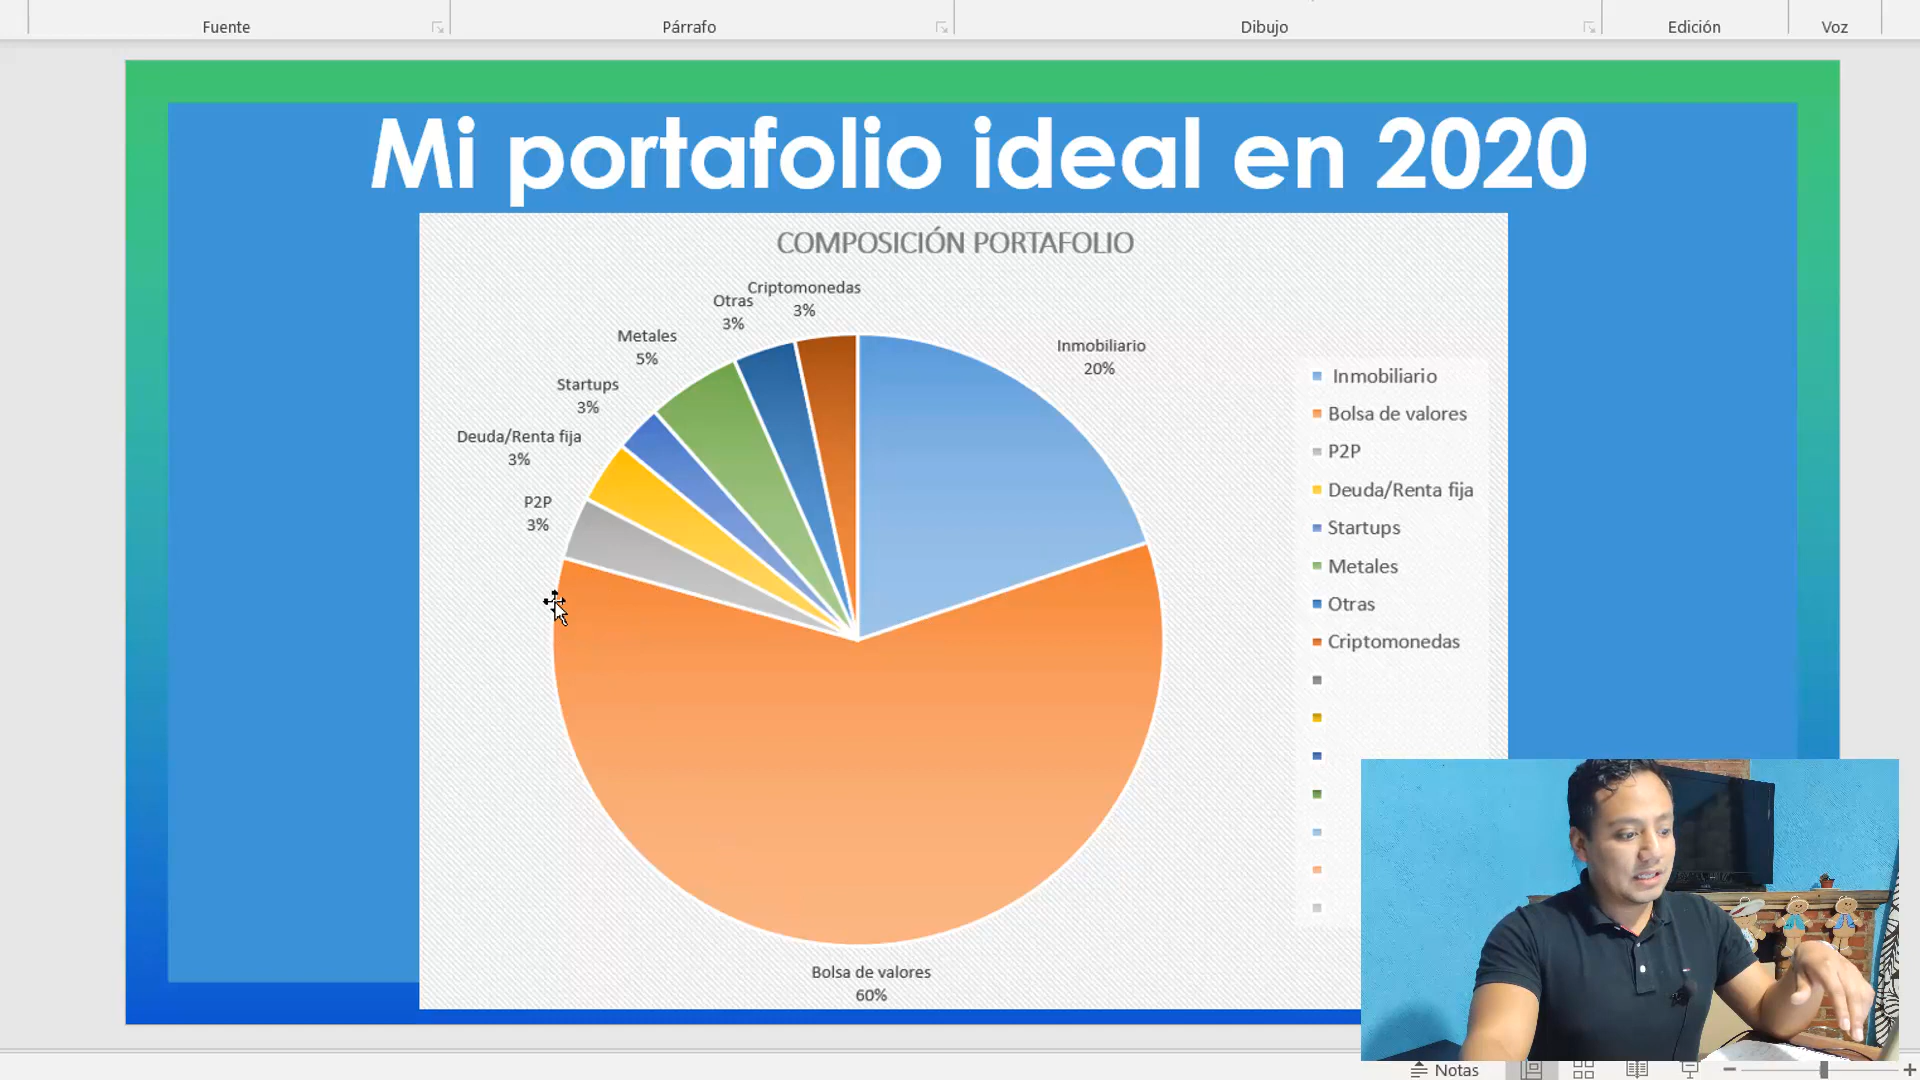 Fuente
Párrafo
Dibujo
Edición
Voz
Mi portafolio ideal en 2020
COMPOSICIÓN PORTAFOLIO
Criptomonedas
3%
Otras
3%
Metales
5%
Startups
3%
Deuda/Renta fija
3%
P2P
3%
Inmobiliario
20%
Bolsa de valores
60%
Inmobiliario
Bolsa de valores
P2P
Deuda/Renta fija
Startups
Metales
Otras
Criptomonedas
Notas